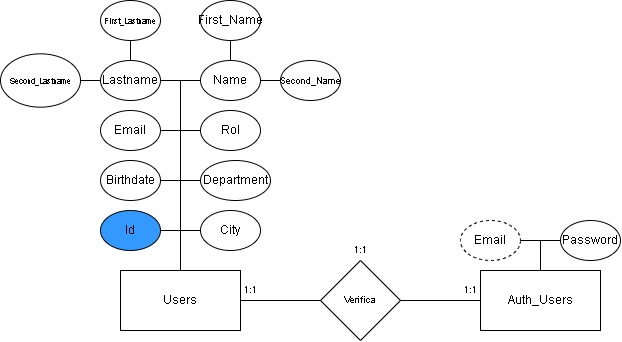 First_Lastname
First_Name
Second_Lastname
Lastname
Name
Second_Name
Email
Rol
Birthdate
Department
Id
City
Email
Password
1:1
Users
1:1
Verifica
1:1
Auth_Users